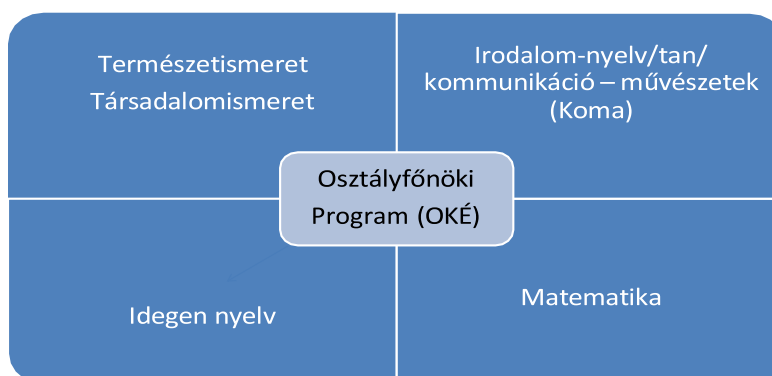 Természetismeret
Társadalomismeret
Irodalom-nyelv/tan/
kommunikáció – művészetek
(Koma)
Osztályfőnöki
Program (OKÉ)
Idegen nyelv
Matematika